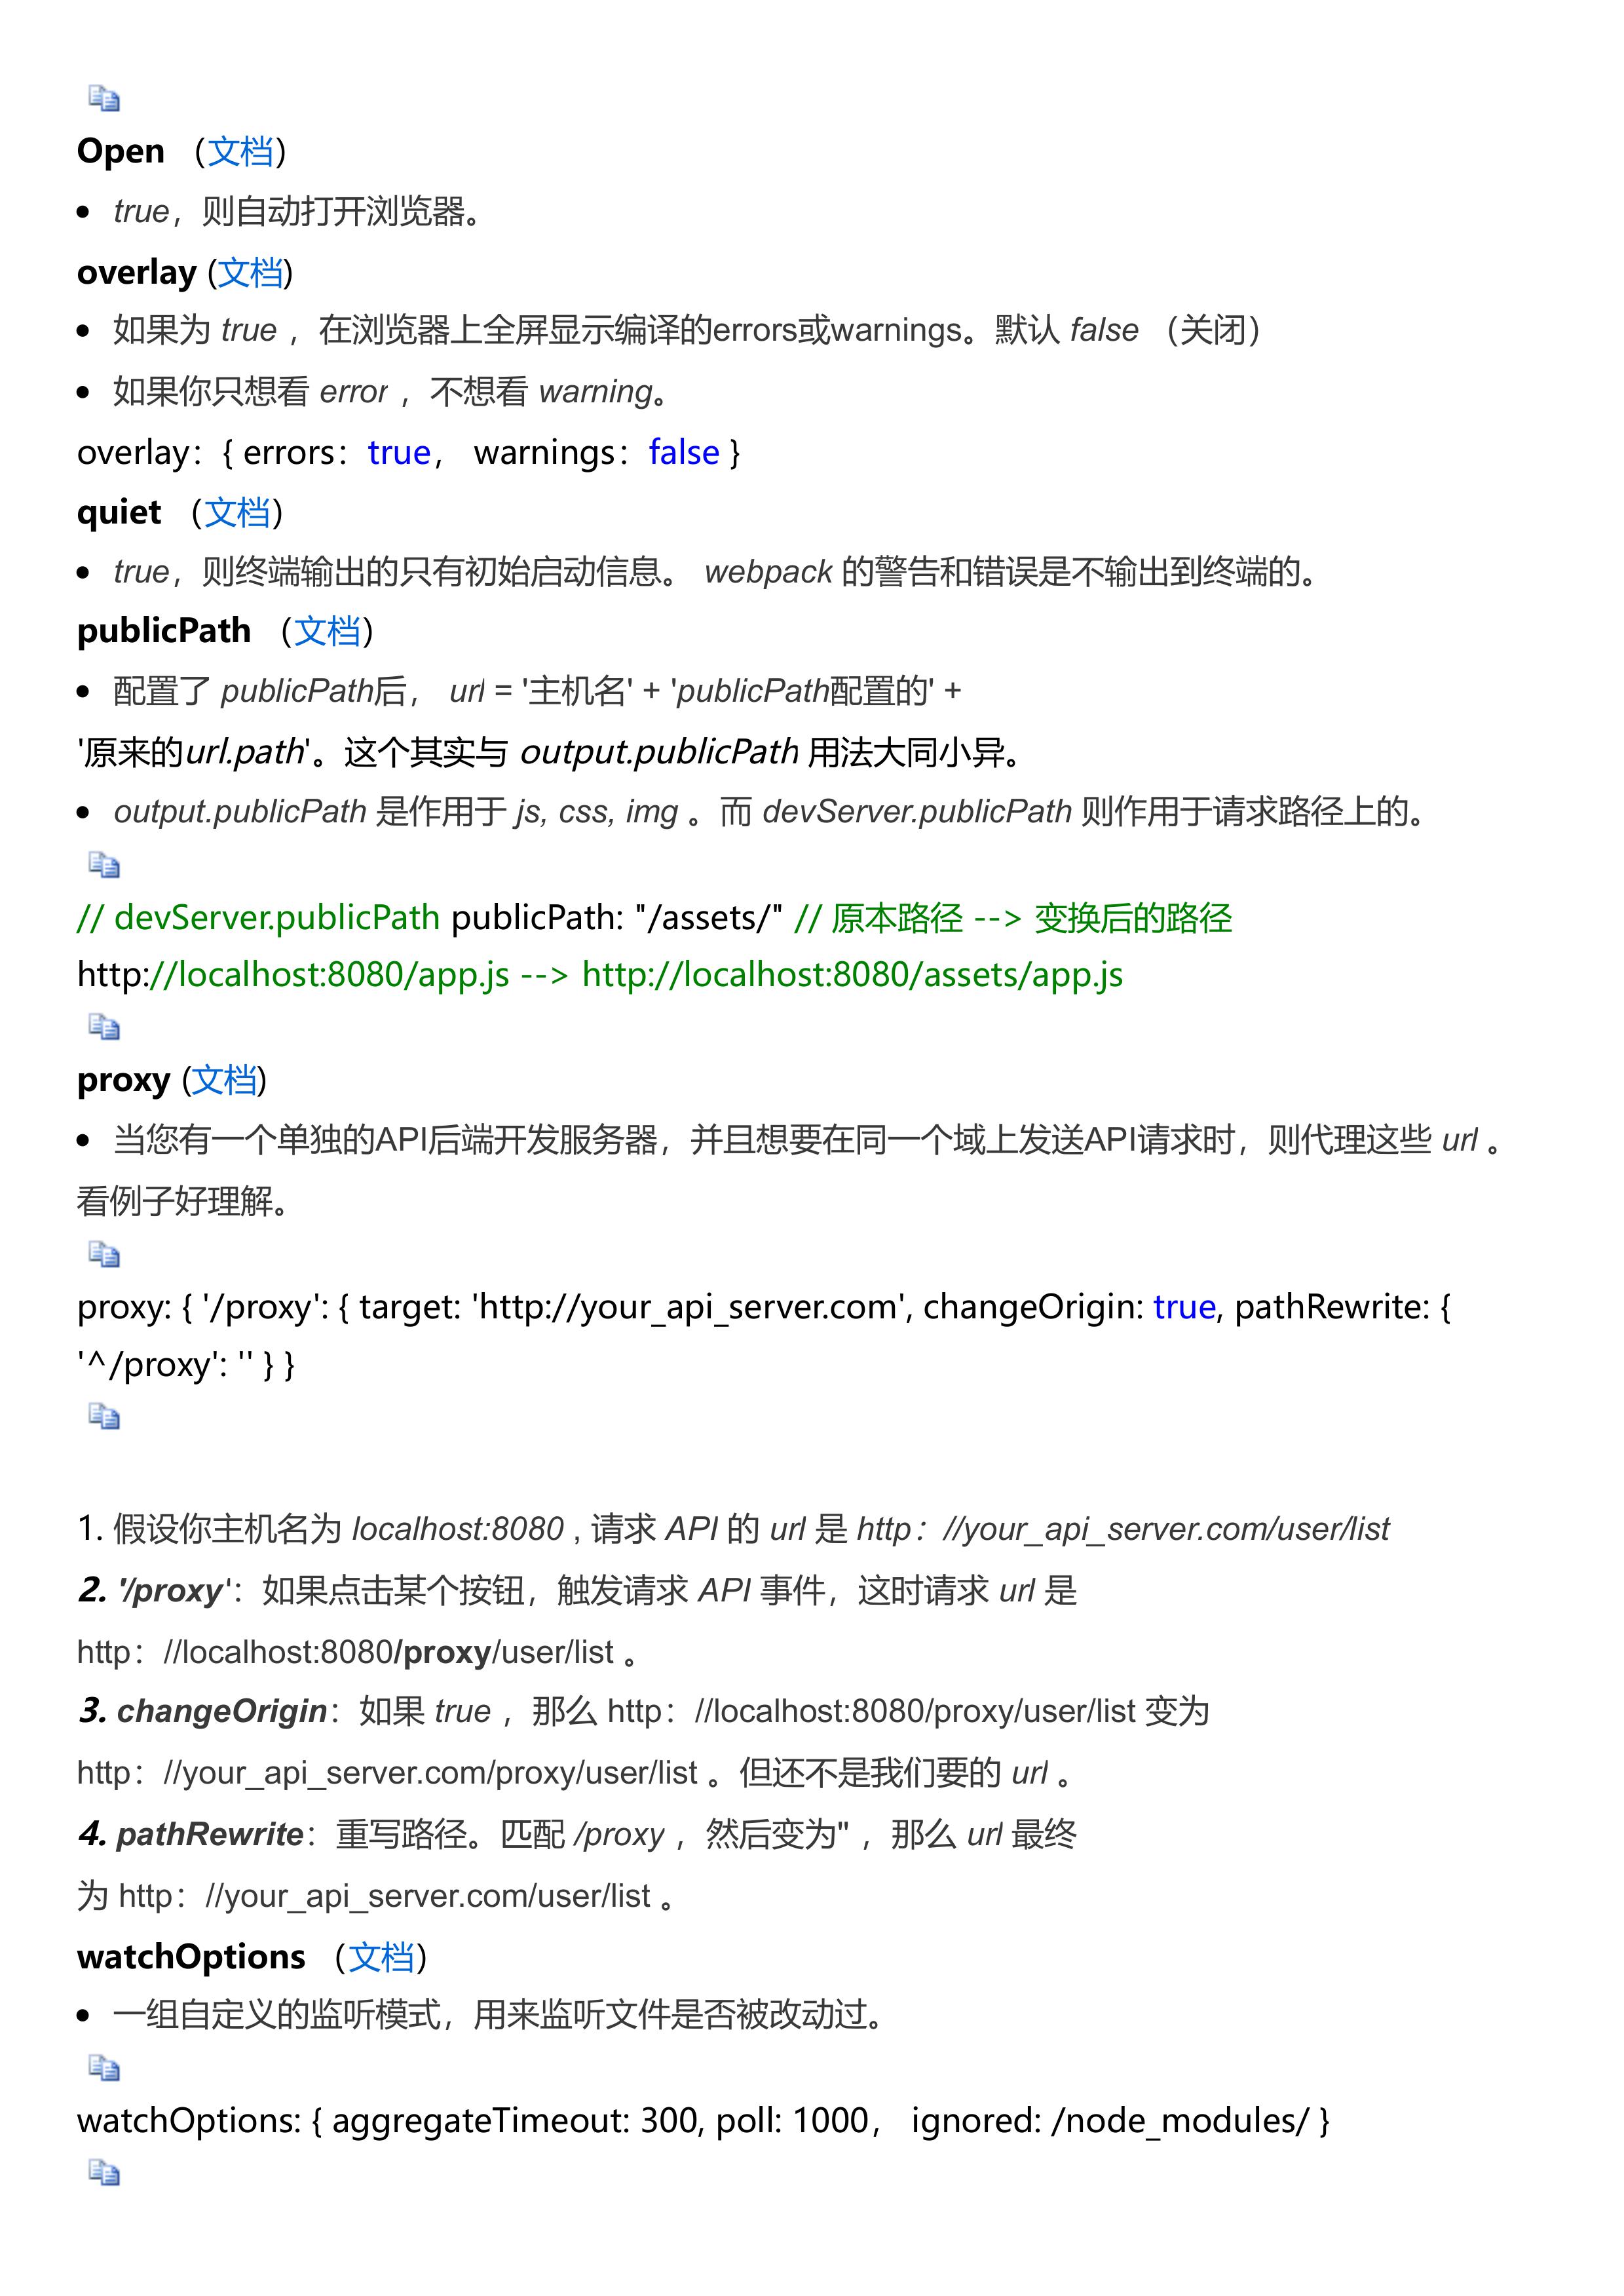 Open （文档）
• true，则自动打开浏览器。
overlay (文档)
• 如果为 true ，在浏览器上全屏显示编译的errors或warnings。默认 false （关闭）
• 如果你只想看 error ，不想看 warning。
overlay：{ errors：true， warnings：false }
quiet （文档）
• true，则终端输出的只有初始启动信息。 webpack 的警告和错误是不输出到终端的。
publicPath （文档）
• 配置了 publicPath后， url = '主机名' + 'publicPath配置的' +
'原来的url.path'。这个其实与 output.publicPath 用法大同小异。
• output.publicPath 是作用于 js, css, img 。而 devServer.publicPath 则作用于请求路径上的。
// devServer.publicPath publicPath: "/assets/" // 原本路径 --> 变换后的路径
http://localhost:8080/app.js --> http://localhost:8080/assets/app.js
proxy (文档)
• 当您有一个单独的API后端开发服务器，并且想要在同一个域上发送API请求时，则代理这些 url 。
看例子好理解。
proxy: { '/proxy': { target: 'http://your_api_server.com', changeOrigin: true, pathRewrite: {
'^/proxy': '' } }
1. 假设你主机名为 localhost:8080 , 请求 API 的 url 是 http：//your_api_server.com/user/list
2. '/proxy'：如果点击某个按钮，触发请求 API 事件，这时请求 url 是
http：//localhost:8080/proxy/user/list 。
3. changeOrigin：如果 true ，那么 http：//localhost:8080/proxy/user/list 变为
http：//your_api_server.com/proxy/user/list 。但还不是我们要的 url 。
4. pathRewrite：重写路径。匹配 /proxy ，然后变为'' ，那么 url 最终
为 http：//your_api_server.com/user/list 。
watchOptions （文档）
• 一组自定义的监听模式，用来监听文件是否被改动过。
watchOptions: { aggregateTimeout: 300, poll: 1000， ignored: /node_modules/ }